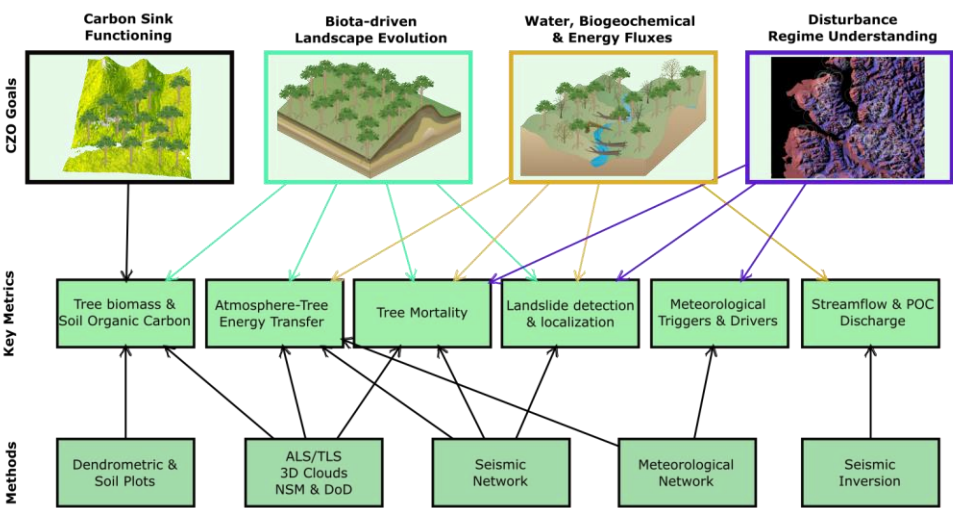 Carbon Sink
Functioning
Biota-driven
Landscape Evolution
Water, Biogeochemical
& Energy Fluxes
Disturbance
Regime Understanding
CZO Goals
Key Metrics
Tree biomass &
Soil Organic Carbon
Atmosphere-Tree
Energy Transfer
Tree Mortality
Landslide detection
& localization
Meteorological
Triggers & Drivers
Streamflow & POC
Discharge
Methods
Dendrometric &
Soil Plots
ALS/TLS
3D Clouds
NSM & DoD
Seismic
Network
Meteorological
Network
Seismic
Inversion